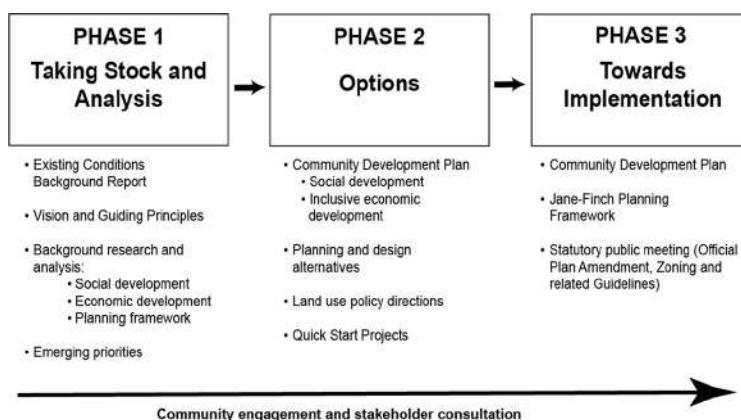 PHASE 1
Taking Stock and
Analysis
• Existing Conditions
Background Report
• Vision and Guiding Principles
• Background research and
analysis:
• Social development
• Economic development
• Planning framework
• Emerging priorities
PHASE 2
Options
• Community Development Plan
• Social development
• Inclusive economic
development
• Planning and design
alternatives
• Land use policy directions
• Quick Start Projects
PHASE 3
Towards
Implementation
• Community Development Plan
• Jane-Finch Planning
Framework
• Statutory public meeting (Official
Plan Amendment, Zoning and
related Guidelines)
Community engagement and stakeholder consultation